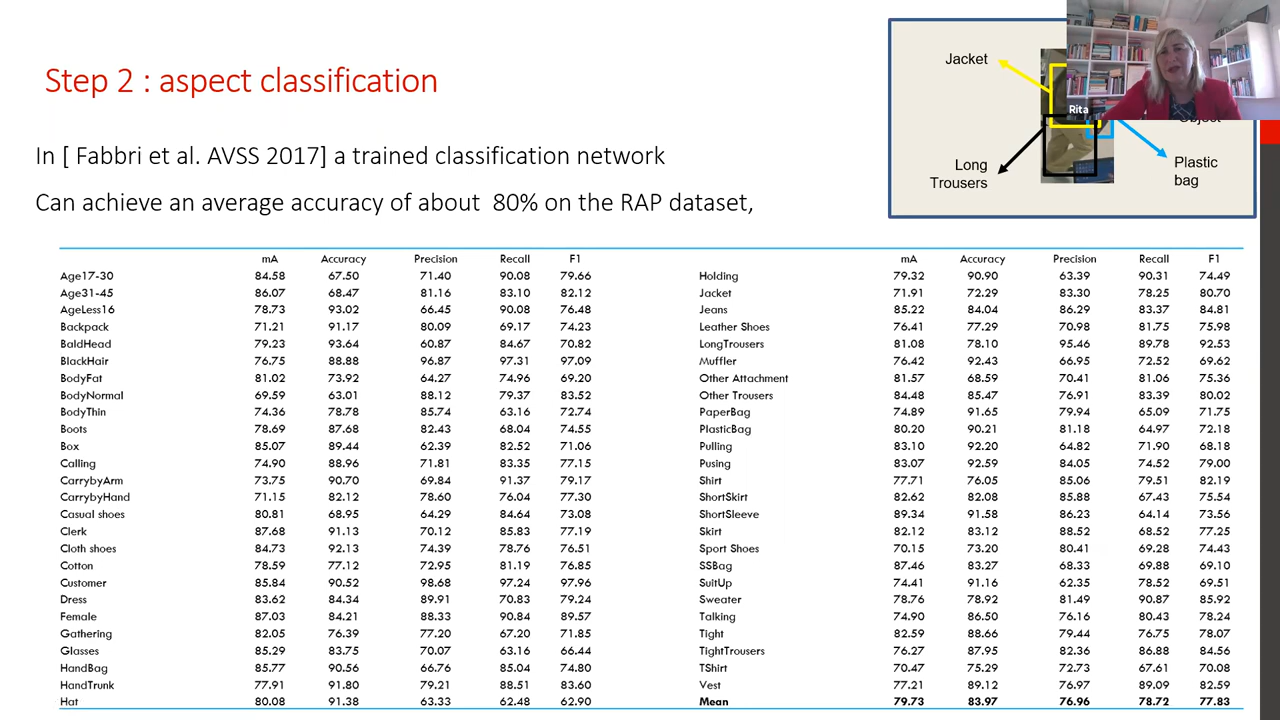 Step 2 : aspect classification
In [ Fabbri et al. AVSS 2017] a trained classification network
Can achieve an average accuracy of about 80% on the RAP dataset,
Jacket
Rita
Object
Long
Trousers
Plastic
bag
mA Accuracy Precision Recall F1
Age17-30 84.58 67.50 71.40 90.08 79.66
Age31-45 86.07 68.47 81.16 83.10 82.12
AgeLess16 78.73 93.02 66.45 90.08 76.48
Backpack 71.21 91.17 80.09 69.17 74.23
BaldHead 79.23 93.64 60.87 84.67 70.82
BlackHair 76.75 88.88 96.87 97.31 97.09
BodyFat 81.02 73.92 64.27 74.96 69.20
BodyNormal 69.59 63.01 88.12 79.37 83.52
BodyThin 74.36 78.78 85.74 63.16 72.74
Boots 78.69 87.68 82.43 68.04 74.55
Box 85.07 89.44 62.39 82.52 71.06
Calling 74.90 88.96 71.81 83.35 77.15
CarrybyArm 73.75 90.70 69.84 91.37 79.17
CarrybyHand 71.15 82.12 78.60 76.04 77.30
Casual shoes 80.81 68.95 64.29 84.64 73.08
Clerk 87.68 91.13 70.12 85.83 77.19
Cloth shoes 84.73 92.13 74.39 78.76 76.51
Cotton 78.59 77.12 72.95 81.19 76.85
Customer 85.84 90.52 98.68 97.24 97.96
Dress 83.62 84.34 89.91 70.83 79.24
Female 87.03 84.21 88.33 90.84 89.57
Gathering 82.05 76.39 77.20 67.20 71.85
Glasses 85.29 83.75 70.07 63.16 66.44
HandBag 85.77 90.56 66.76 85.04 74.80
HandTrunk 77.91 91.80 79.21 88.51 83.60
Hat 80.08 91.38 63.33 62.48 62.90
mA Accuracy Precision Recall F1
Holding 79.32 90.90 63.39 90.31 74.49
Jacket 71.91 72.29 83.30 78.25 80.70
Jeans 85.22 84.04 86.29 83.37 84.81
Leather Shoes 76.41 77.29 70.98 81.75 75.98
LongTrousers 81.08 78.10 95.46 89.78 92.53
Muffler 76.42 92.43 66.95 72.52 69.62
Other Attachment 81.57 68.59 70.41 81.06 75.36
Other Trousers 84.48 85.47 76.91 83.39 80.02
PaperBag 74.89 91.65 79.94 65.09 71.75
PlasticBag 80.20 90.21 81.18 64.97 72.18
Pulling 83.10 92.20 64.82 71.90 68.18
Pusing 83.07 92.59 84.05 74.52 79.00
Shirt 77.71 76.05 85.06 79.51 82.19
ShortSkirt 82.62 82.08 85.88 67.43 75.54
ShortSleeve 89.34 91.58 86.23 64.14 73.56
Skirt 82.12 83.12 88.52 68.52 77.25
Sport Shoes 70.15 73.20 80.41 69.28 74.43
SSBag 87.46 83.27 68.33 69.88 69.10
SuitUp 74.41 91.16 62.35 78.52 69.51
Sweater 78.76 78.92 81.49 90.87 85.92
Talking 74.90 86.50 76.16 80.43 78.24
Tight 82.59 88.66 79.44 76.75 78.07
TightTrousers 76.27 87.95 82.36 86.88 84.56
TShirt 70.47 75.29 72.73 67.61 70.08
Vest 77.21 89.12 76.97 89.09 82.59
Mean 79.73 83.97 76.96 78.72 77.83